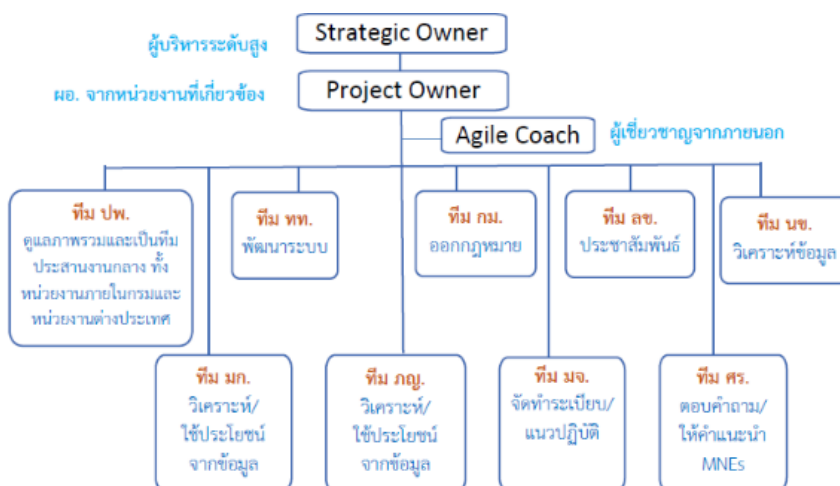 Strategic Owner
ผู้บริหารระดับสูง
Project Owner
ผอ. จากหน่วยงานที่เกี่ยวข้อง
Agile Coach
ผู้เชี่ยวชาญจากภายนอก
ทีม ปพ.
ดูแลภาพรวมและเป็นทีม
ประสานงานกลาง ทั้ง
หน่วยงานภายในกรมและ
หน่วยงานต่างประเทศ
ทีม ทท.
พัฒนาระบบ
ทีม กม.
ออกกฎหมาย
ทีม ลข.
ประชาสัมพันธ์
ทีม นข.
วิเคราะห์ข้อมูล
ทีม มก.
วิเคราะห์/
ใช้ประโยชน์
จากข้อมูล
ทีม ภญ.
วิเคราะห์/
ใช้ประโยชน์
จากข้อมูล
ทีม มจ.
จัดทำระเบียบ/
แนวปฏิบัติ
ทีม ศร.
ตอบคำถาม/
ให้คำแนะนำ
MNEs